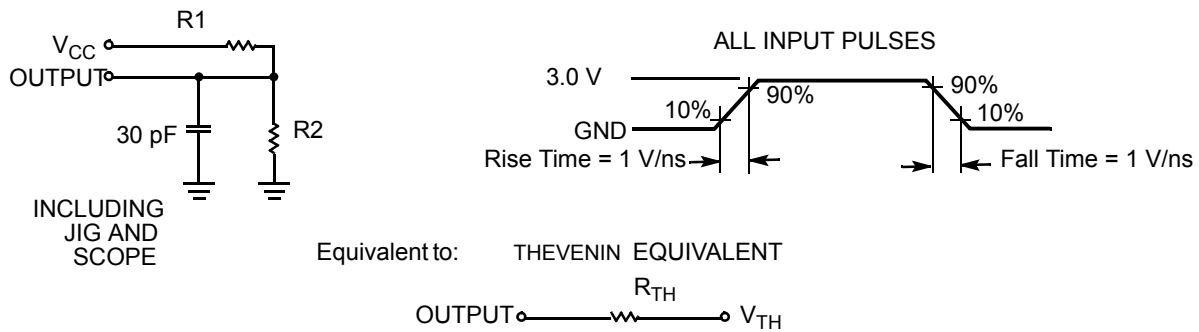 R1
VCC
OUTPUT
30 pF
R2
INCLUDING
JIG AND
SCOPE
ALL INPUT PULSES
3.0 V
90%
90%
10%
10%
GND
Rise Time = 1 V/ns
Fall Time = 1 V/ns
Equivalent to: THEVENIN EQUIVALENT
RTH
OUTPUT
VTH